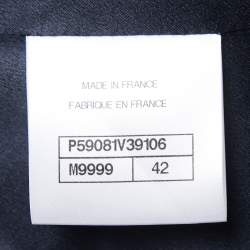 MADE IN FRANCE
FABRIQUE EN FRANCE
P59081V39106
M9999 42